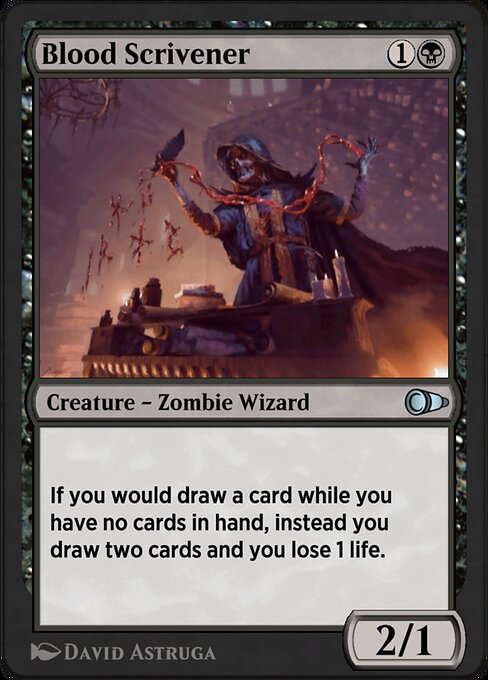 Blood Scrivener 1
Creature – Zombie Wizard
If you would draw a card while you
have no cards in hand, instead you
draw two cards and you lose 1 life.
2/1
David Astruga